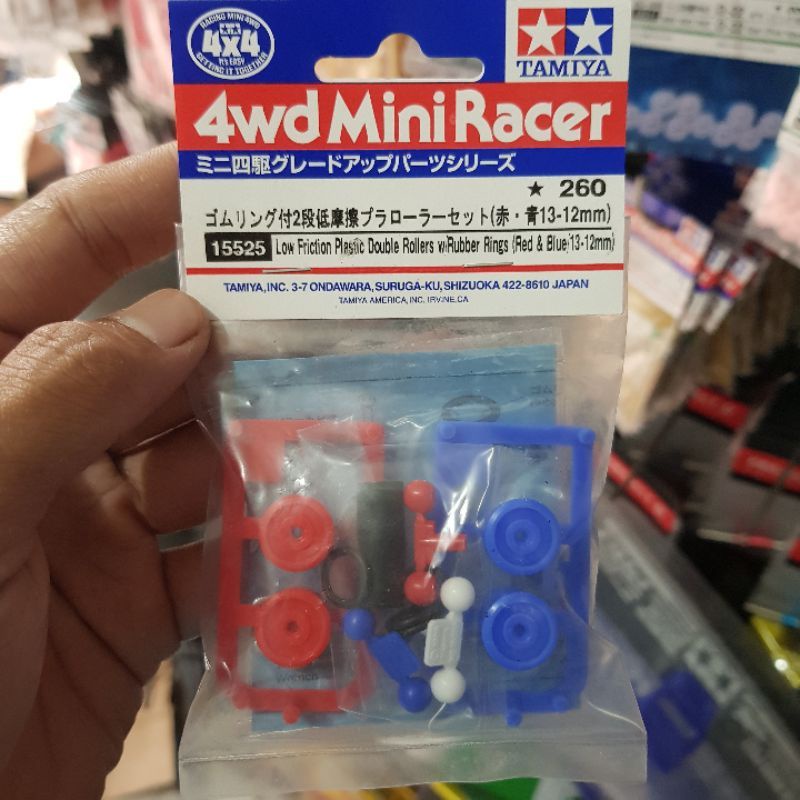 RACING MINI 4WD
4x4
IT'S EASY
GETTING IT TOGETHER
TAMIYA
4wd Mini Racer
ミニ四駆グレードアップパーツシリーズ
★ 260
ゴムリング付2段低摩擦プラローラーセット(赤・青13-12mm)
15525 Low Friction Plastic Double Rollers w/Rubber Rings (Red & Blue/13-12mm)
TAMIYA, INC. 3-7 ONDAWARA, SURUGA-KU, SHIZUOKA 422-8610 JAPAN
TAMIYA AMERICA, INC. IRVINE, CA